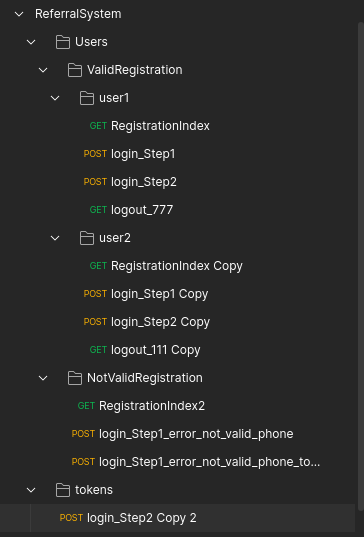 ReferralSystem
Users
ValidRegistration
user1
GET RegistrationIndex
POST login_Step1
POST login_Step2
GET logout_777
user2
GET RegistrationIndex Copy
POST login_Step1 Copy
POST login_Step2 Copy
GET logout_111 Copy
NotValidRegistration
GET RegistrationIndex2
POST login_Step1_error_not_valid_phone
POST login_Step1_error_not_valid_phone_to...
tokens
POST login_Step2 Copy 2